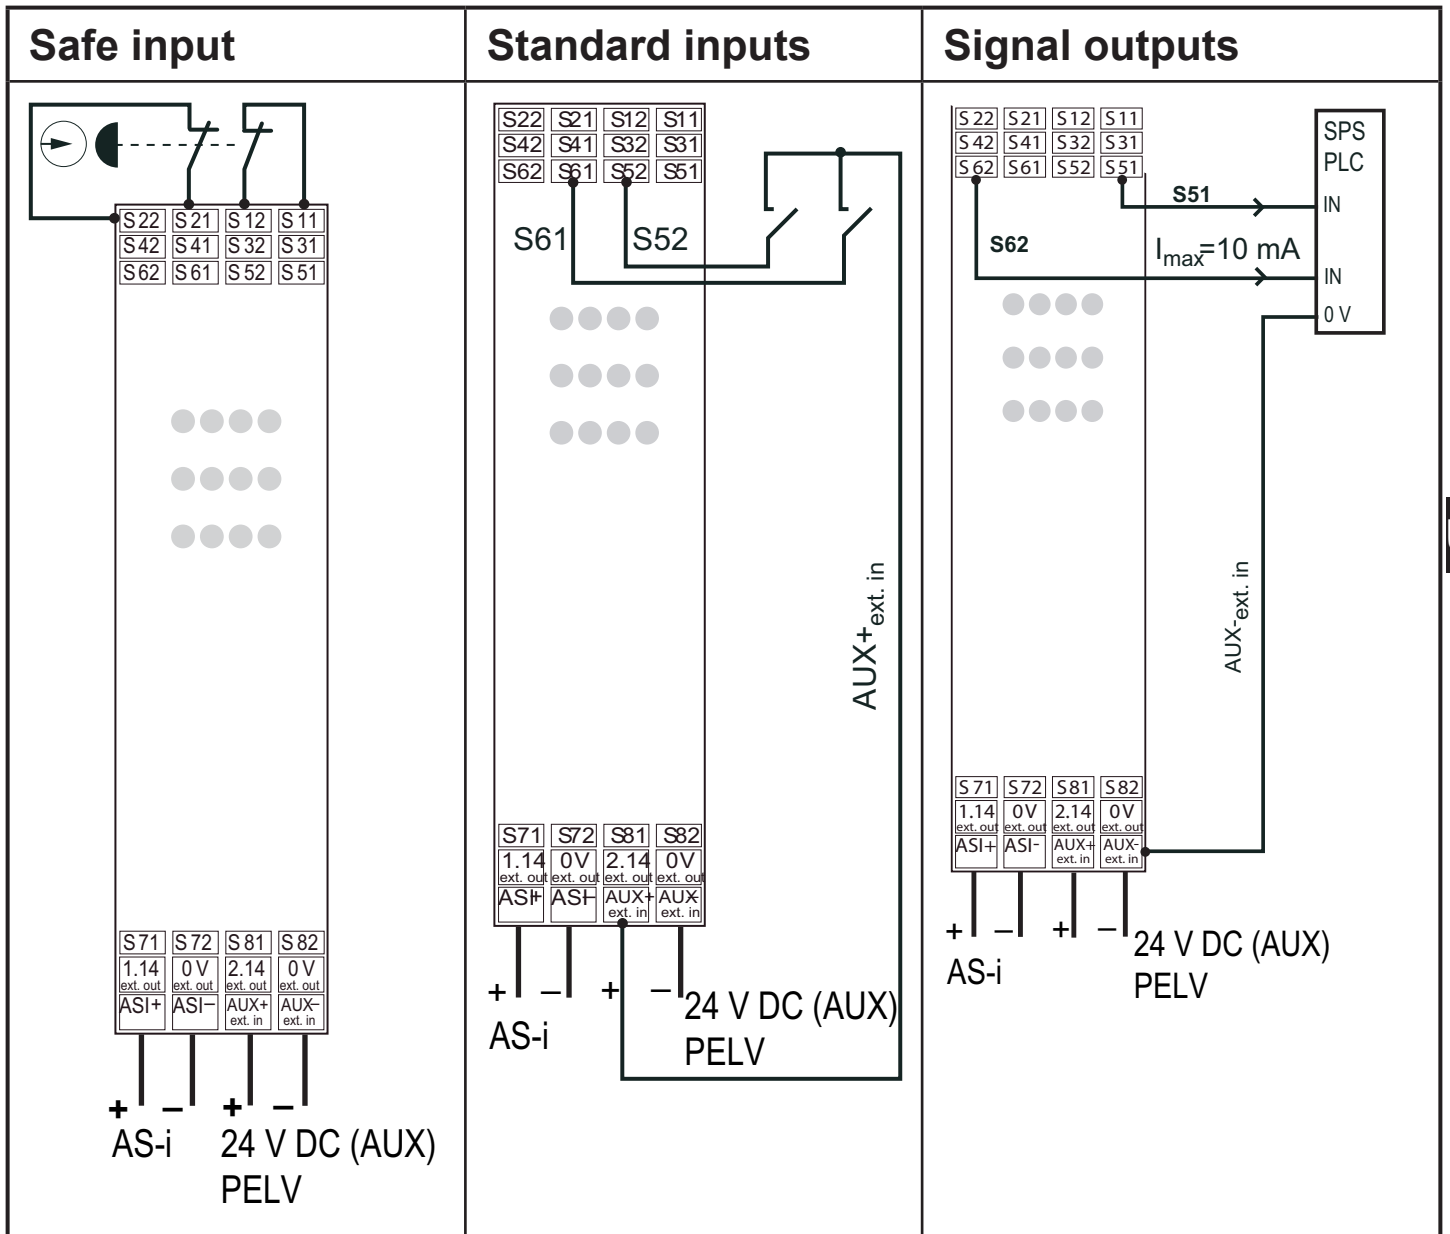 Safe input
Standard inputs
Signal outputs
S22 S21 S12 S11
S42 S41 S32 S31
S62 S61 S52 S51
S71 S72 S81 S82
1.14 0V 2.14 0V
ext. out ext. out ext. out ext. out
ASI+ ASI– AUX+ AUX–
ext. in ext. in
+ – + –
AS-i 24 V DC (AUX)
PELV
S22 S21 S12 S11
S42 S41 S32 S31
S62 S61 S52 S51
S61 S52
AUX+ext. in
S71 S72 S81 S82
1.14 0V 2.14 0V
ext. out ext. out ext. out ext. out
ASI+ ASI– AUX+ AUX–
ext. in ext. in
+ – + –
AS-i 24 V DC (AUX)
PELV
S22 S21 S12 S11
S42 S41 S32 S31
S62 S61 S52 S51
SPS
PLC
S51 IN
S62 Imax=10 mA
IN
0 V
AUX-ext. in
S71 S72 S81 S82
1.14 0V 2.14 0V
ext. out ext. out ext. out ext. out
ASI+ ASI- AUX+ AUX-
ext. in ext. in
+ – + –
AS-i 24 V DC (AUX)
PELV